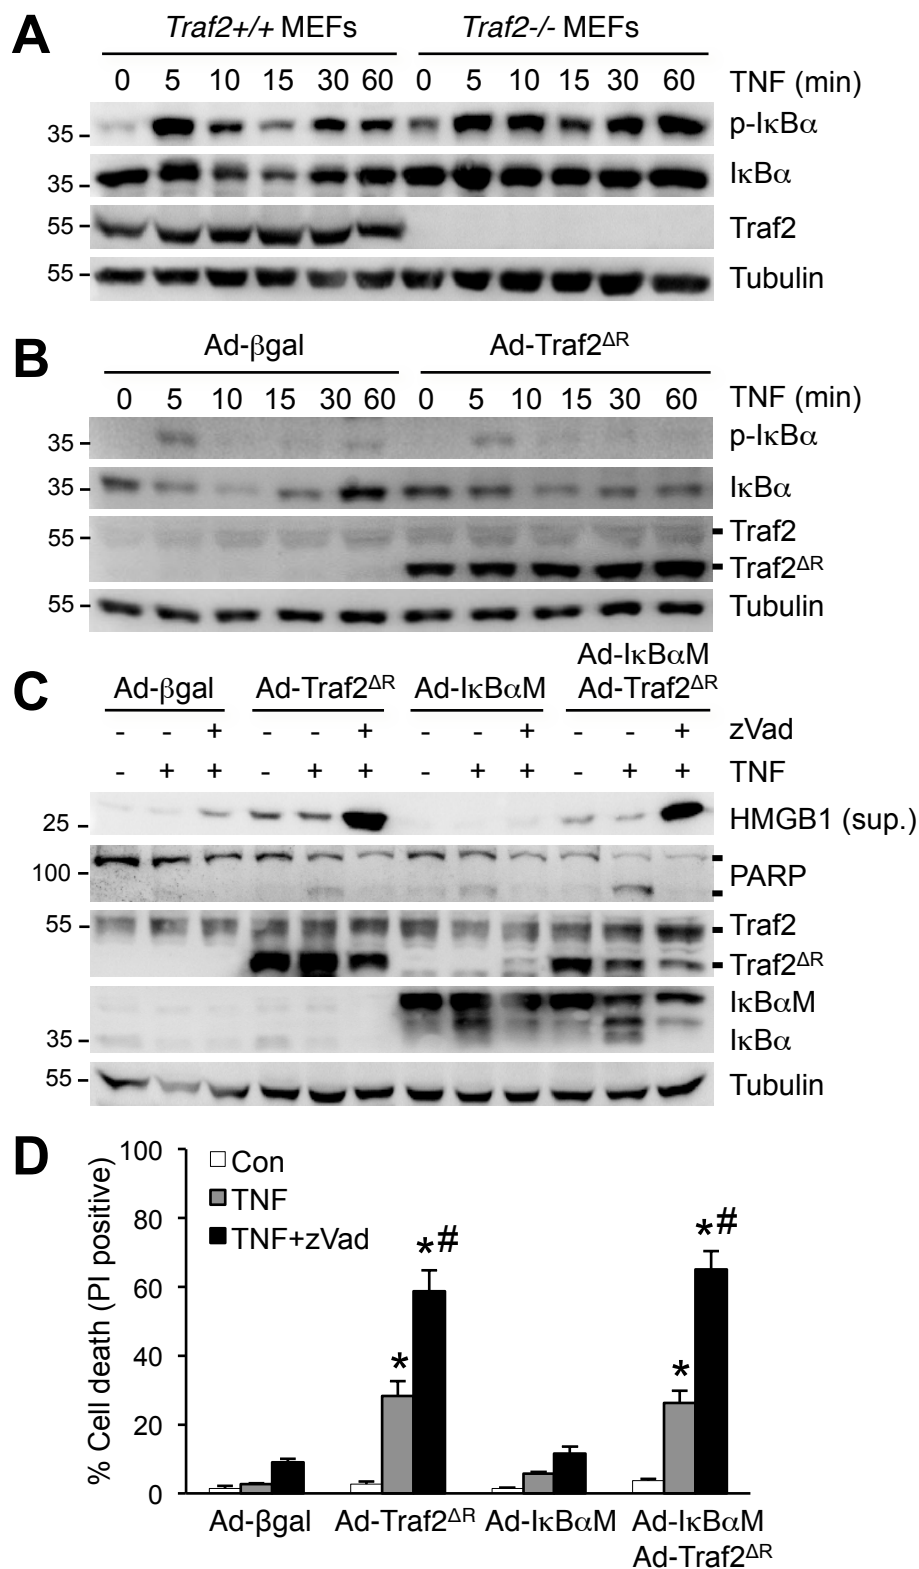 A
Traf2+/+ MEFs Traf2-/- MEFs
0 5 10 15 30 60 0 5 10 15 30 60 TNF (min)
35 p-IκBα
35 IκBα
55 Traf2
55 Tubulin
B
Ad-βgal Ad-Traf2ΔR
0 5 10 15 30 60 0 5 10 15 30 60 TNF (min)
35 p-IκBα
35 IκBα
55 Traf2
Traf2ΔR
55 Tubulin
C
Ad-IκBαM
Ad-βgal Ad-Traf2ΔR Ad-IκBαM Ad-Traf2ΔR
- - + - - + - - + - - + zVad
- + + - + + - + + - + + TNF
25 HMGB1 (sup.)
100 PARP
55 Traf2
Traf2ΔR
IκBαM
35 IκBα
55 Tubulin
D
% Cell death (PI positive)
100
80
60
40
20
0
Con
TNF
TNF+zVad
* *# * *#
Ad-βgal Ad-Traf2ΔR Ad-IκBαM Ad-IκBαM
Ad-Traf2ΔR